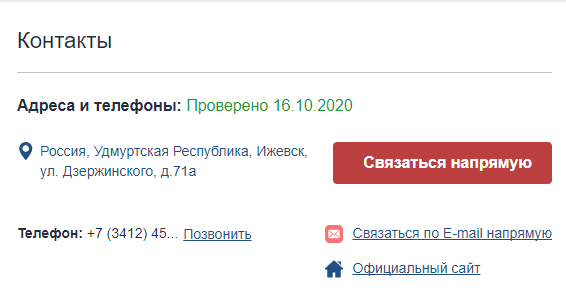 Контакты
Адреса и телефоны: Проверено 16.10.2020
Россия, Удмуртская Республика, Ижевск,
ул. Дзержинского, д.71а
Связаться напрямую
Телефон: +7 (3412) 45... Позвонить
Связаться по E-mail напрямую
Официальный сайт